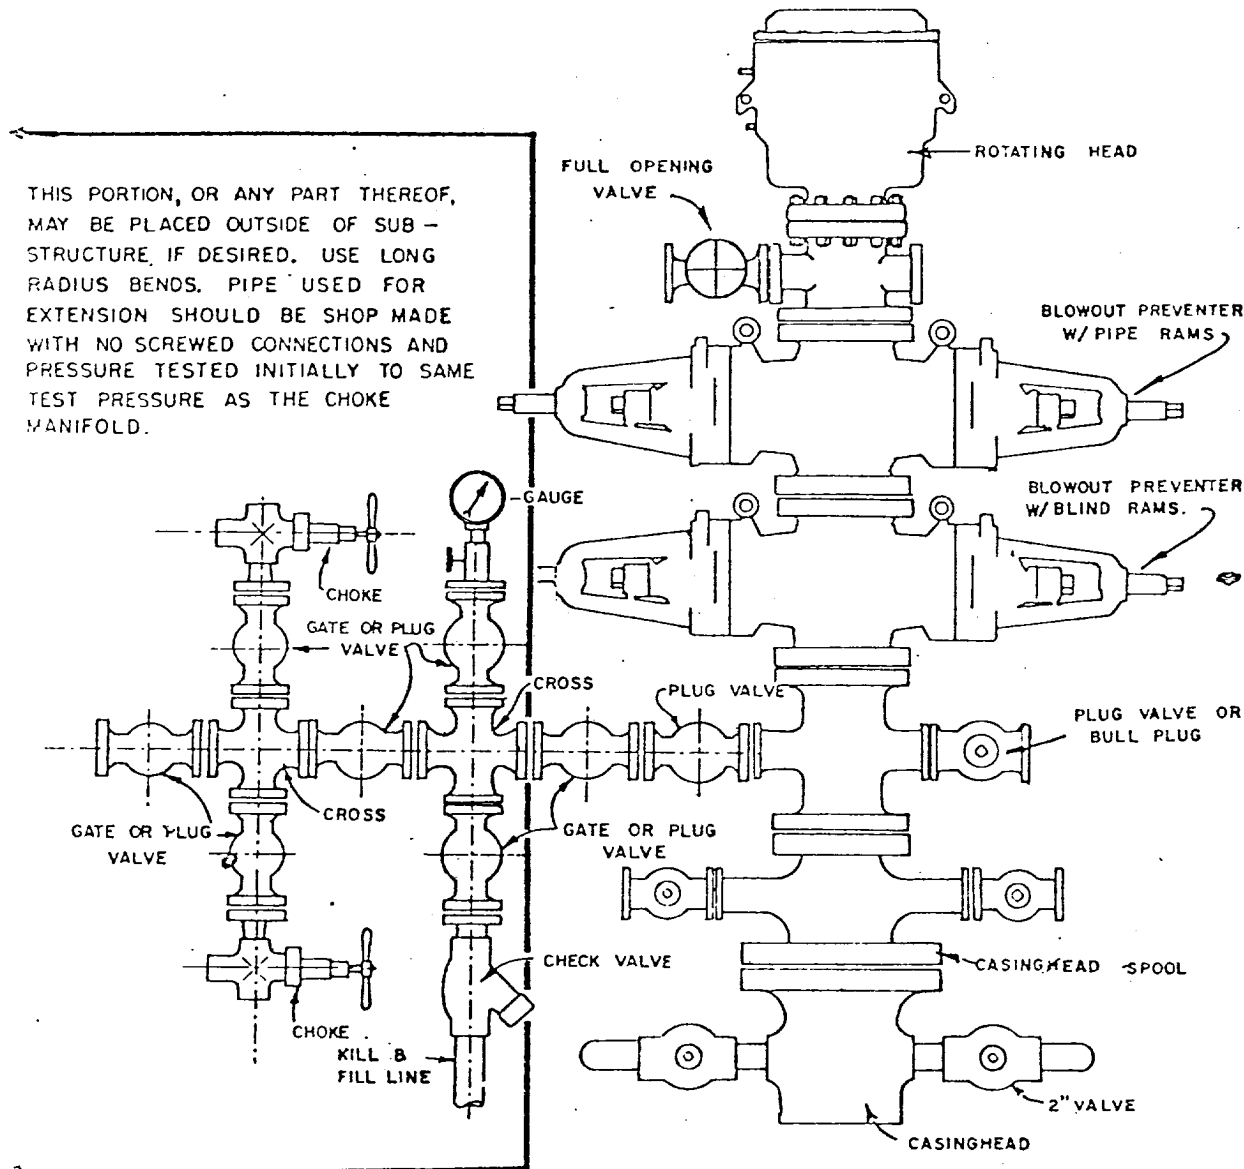 ROTATING HEAD
FULL OPENING
VALVE
THIS PORTION, OR ANY PART THEREOF,
MAY BE PLACED OUTSIDE OF SUB-
STRUCTURE IF DESIRED. USE LONG
RADIUS BENDS. PIPE USED FOR
EXTENSION SHOULD BE SHOP MADE
WITH NO SCREWED CONNECTIONS AND
PRESSURE TESTED INITIALLY TO SAME
TEST PRESSURE AS THE CHOKE
MANIFOLD.
BLOWOUT PREVENTER
W/ PIPE RAMS
GAUGE
BLOWOUT PREVENTER
W/BLIND RAMS.
CHOKE
GATE OR PLUG
VALVE
CROSS
PLUG VALVE
PLUG VALVE OR
BULL PLUG
CROSS
GATE OR PLUG
VALVE
GATE OR PLUG
VALVE
CHECK VALVE
CASINGHEAD SPOOL
CHOKE
KILL &
FILL LINE
2" VALVE
CASINGHEAD